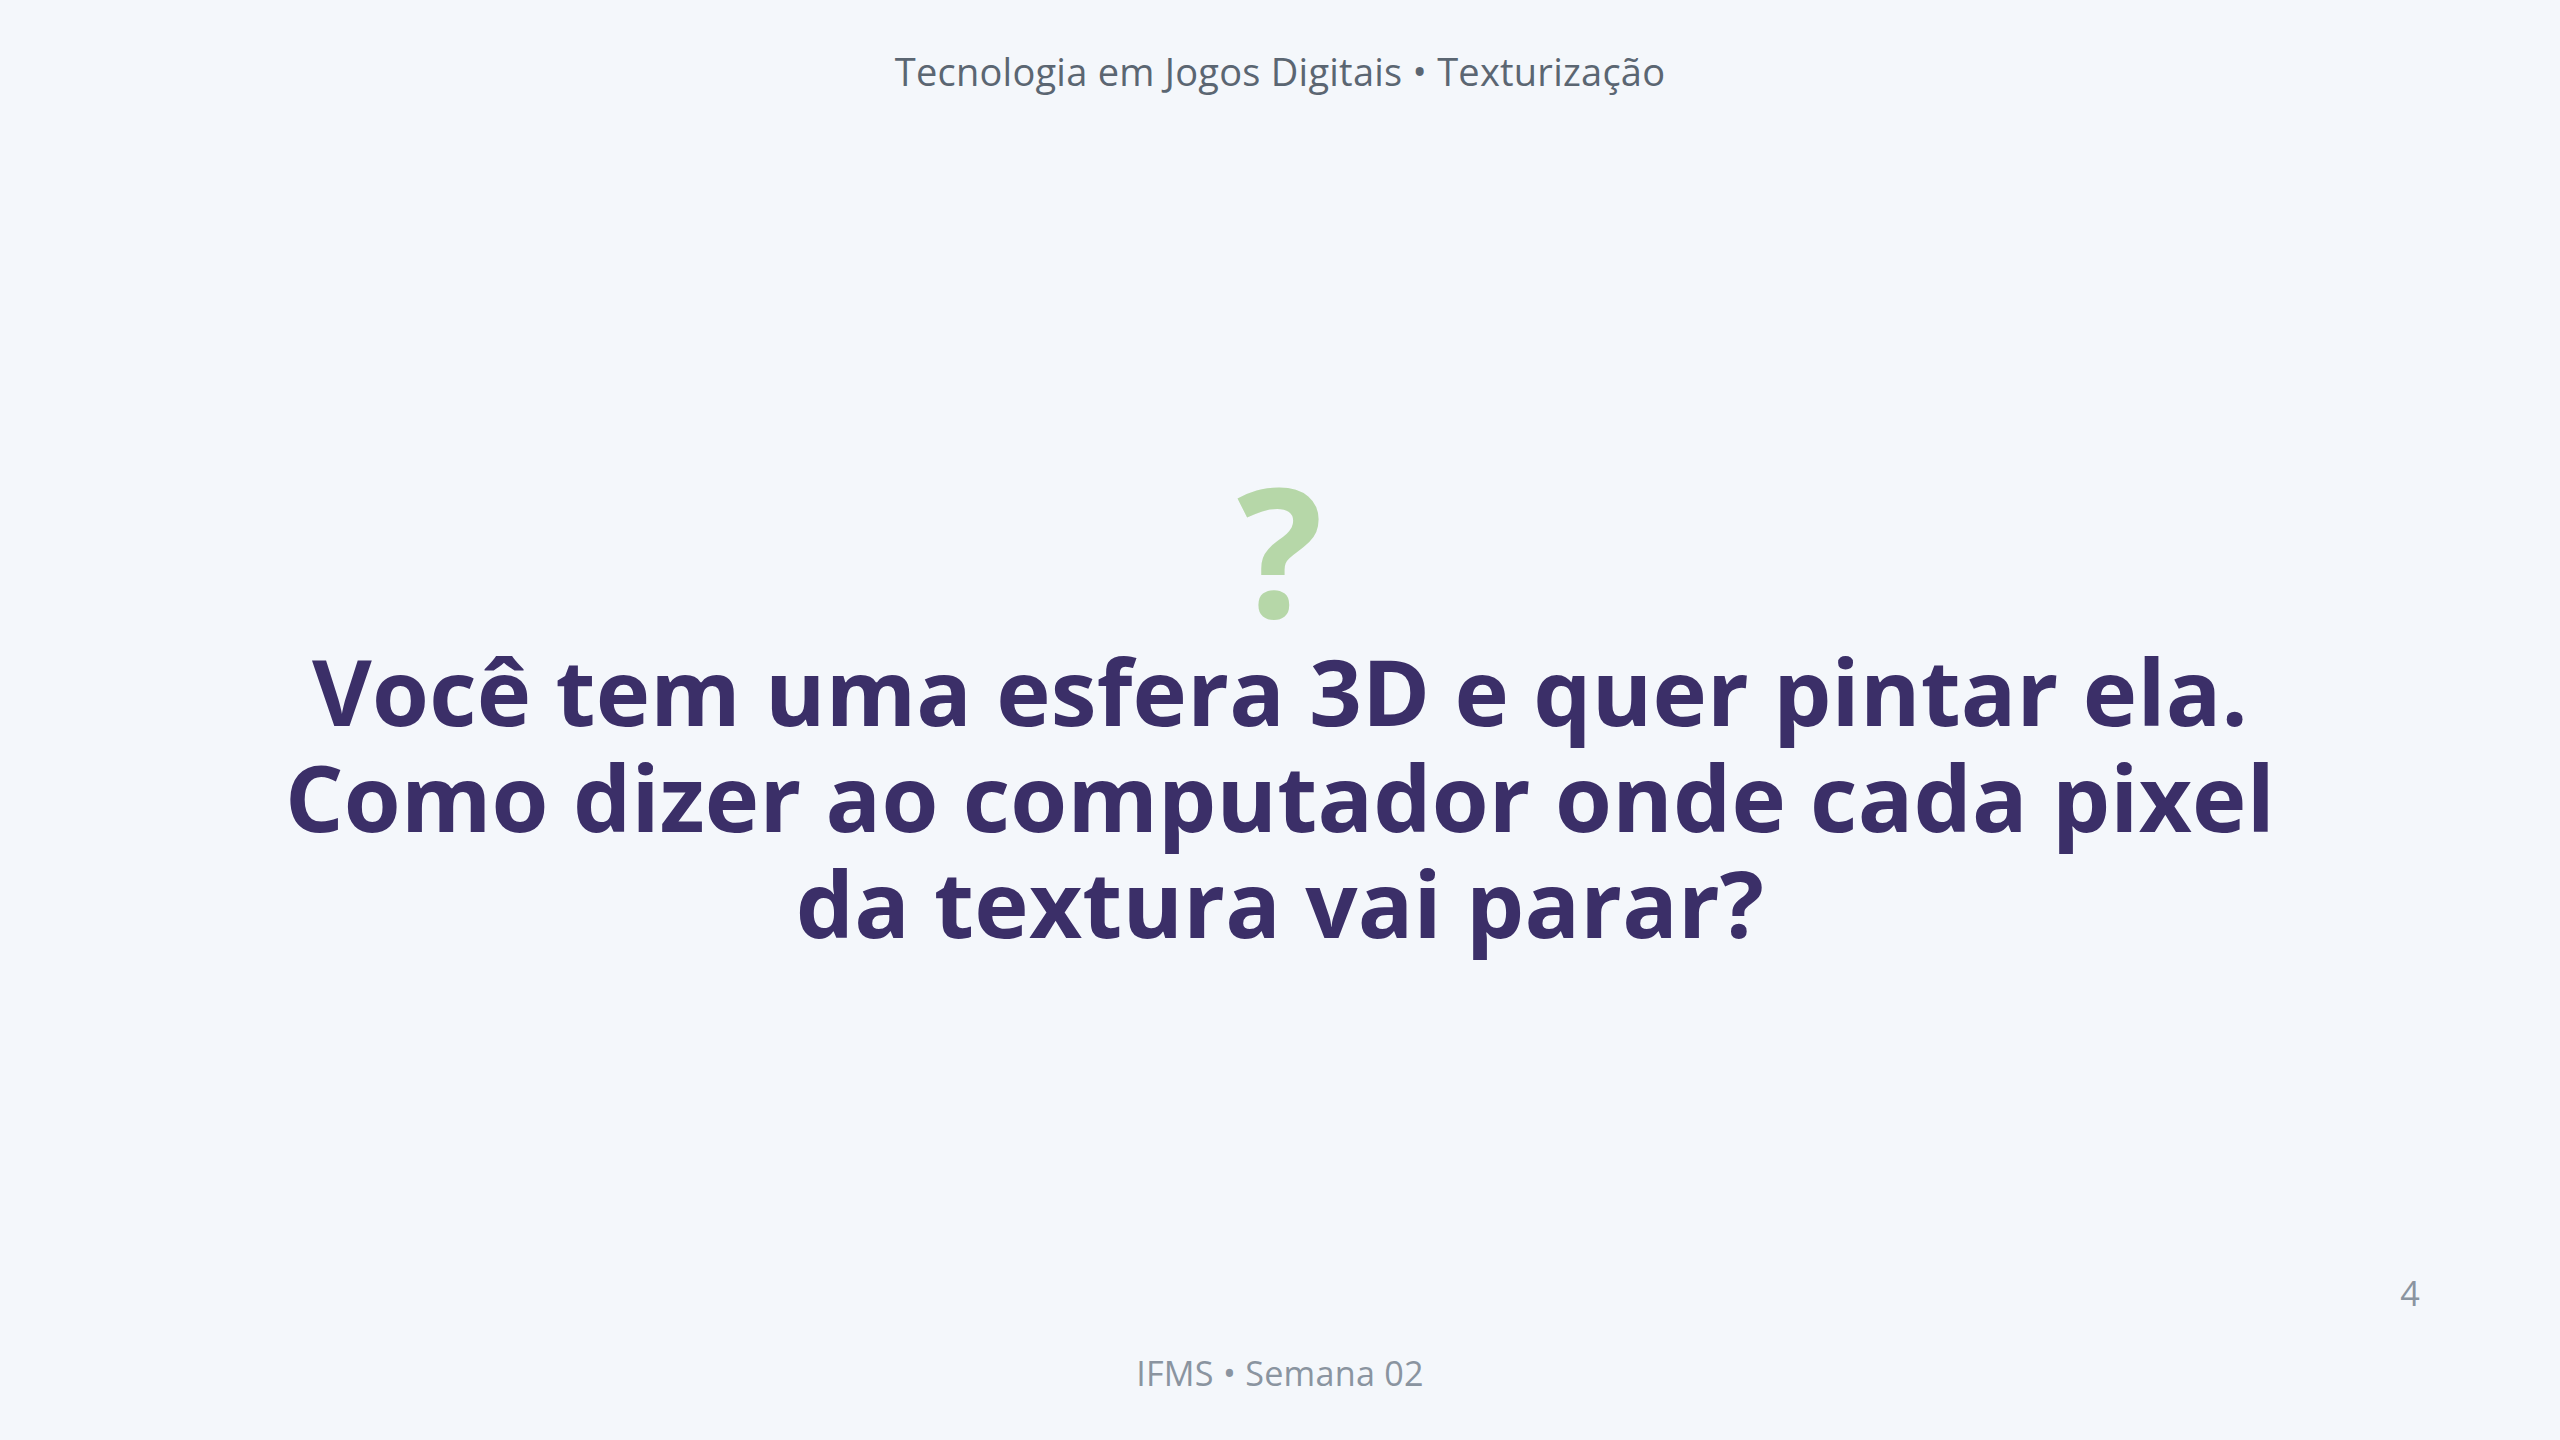 Tecnologia em Jogos Digitais • Texturização
?
Você tem uma esfera 3D e quer pintar ela.
Como dizer ao computador onde cada pixel
da textura vai parar?
4
IFMS • Semana 02